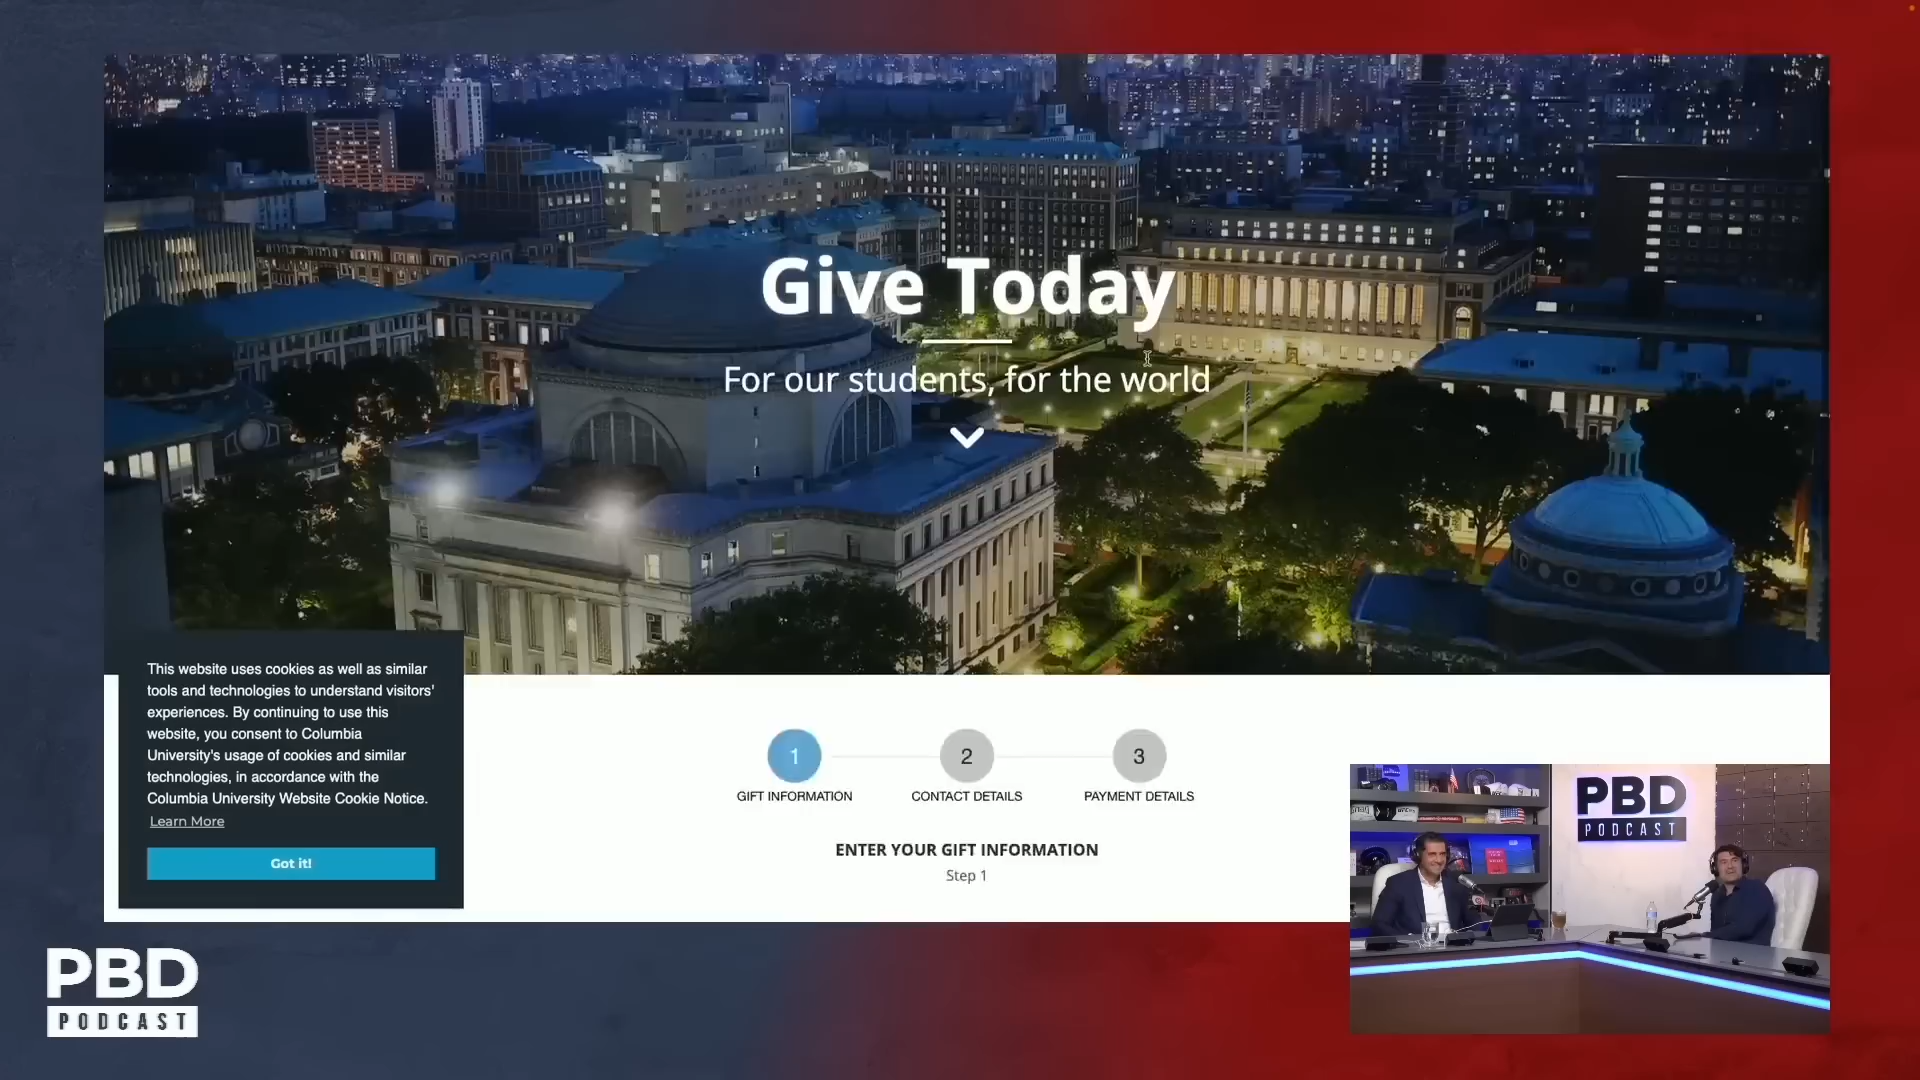 Give Today
For our students, for the world
This website uses cookies as well as similar
tools and technologies to understand visitors'
experiences. By continuing to use this
website, you consent to Columbia
University's usage of cookies and similar
technologies, in accordance with the
Columbia University Website Cookie Notice.
Learn More
Got it!
1
2
3
GIFT INFORMATION
CONTACT DETAILS
PAYMENT DETAILS
ENTER YOUR GIFT INFORMATION
Step 1
PBD
PODCAST
PBD
PODCAST